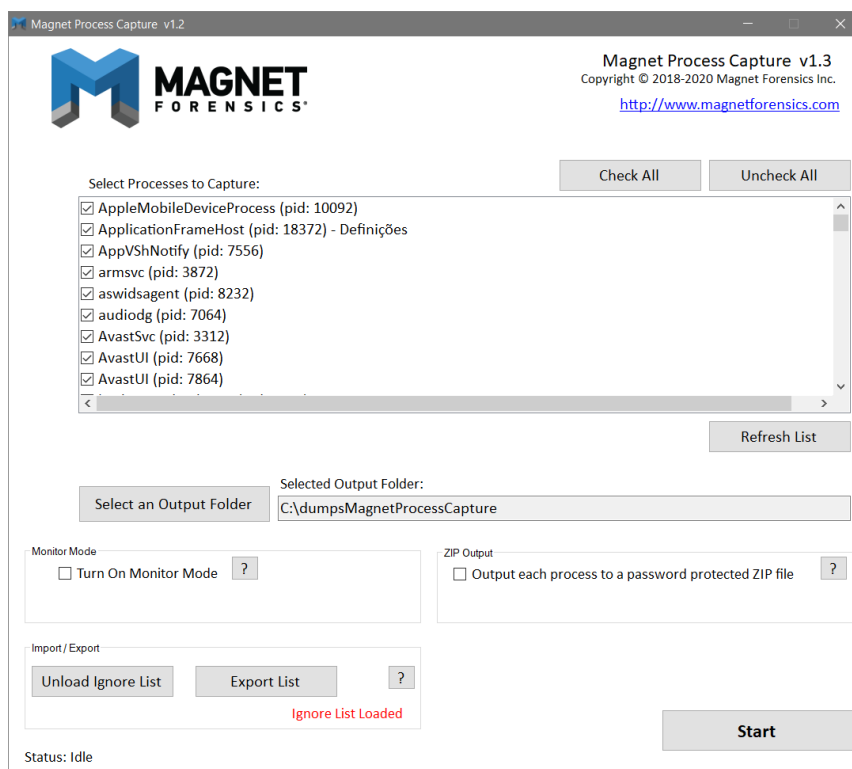 Magnet Process Capture v1.2
MAGNET
FORENSICS®
Magnet Process Capture v1.3
Copyright © 2018-2020 Magnet Forensics Inc.
http://www.magnetforensics.com
Check All
Uncheck All
Select Processes to Capture:
AppleMobileDeviceProcess (pid: 10092)
ApplicationFrameHost (pid: 18372) - Definições
AppVShNotify (pid: 7556)
armsvc (pid: 3872)
aswidsagent (pid: 8232)
audiodg (pid: 7064)
AvastSvc (pid: 3312)
AvastUI (pid: 7668)
AvastUI (pid: 7864)
Refresh List
Select an Output Folder
Selected Output Folder:
C:\dumpsMagnetProcessCapture
Monitor Mode
Turn On Monitor Mode
?
ZIP Output
Output each process to a password protected ZIP file
?
Import / Export
Unload Ignore List
Export List
?
Ignore List Loaded
Start
Status: Idle